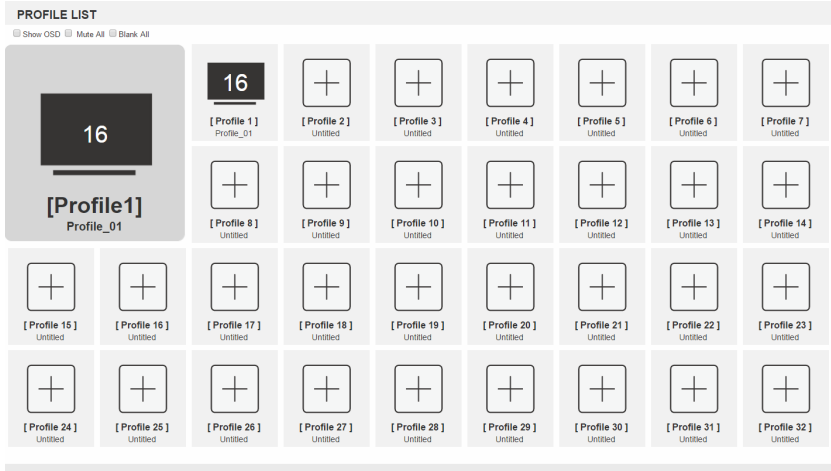 PROFILE LIST
Show OSD Mute All Blank All
16
[Profile1]
Profile_01
16
[ Profile 1 ]
Profile_01
[ Profile 2 ]
Untitled
[ Profile 3 ]
Untitled
[ Profile 4 ]
Untitled
[ Profile 5 ]
Untitled
[ Profile 6 ]
Untitled
[ Profile 7 ]
Untitled
[ Profile 8 ]
Untitled
[ Profile 9 ]
Untitled
[ Profile 10 ]
Untitled
[ Profile 11 ]
Untitled
[ Profile 12 ]
Untitled
[ Profile 13 ]
Untitled
[ Profile 14 ]
Untitled
[ Profile 15 ]
Untitled
[ Profile 16 ]
Untitled
[ Profile 17 ]
Untitled
[ Profile 18 ]
Untitled
[ Profile 19 ]
Untitled
[ Profile 20 ]
Untitled
[ Profile 21 ]
Untitled
[ Profile 22 ]
Untitled
[ Profile 23 ]
Untitled
[ Profile 24 ]
Untitled
[ Profile 25 ]
Untitled
[ Profile 26 ]
Untitled
[ Profile 27 ]
Untitled
[ Profile 28 ]
Untitled
[ Profile 29 ]
Untitled
[ Profile 30 ]
Untitled
[ Profile 31 ]
Untitled
[ Profile 32 ]
Untitled